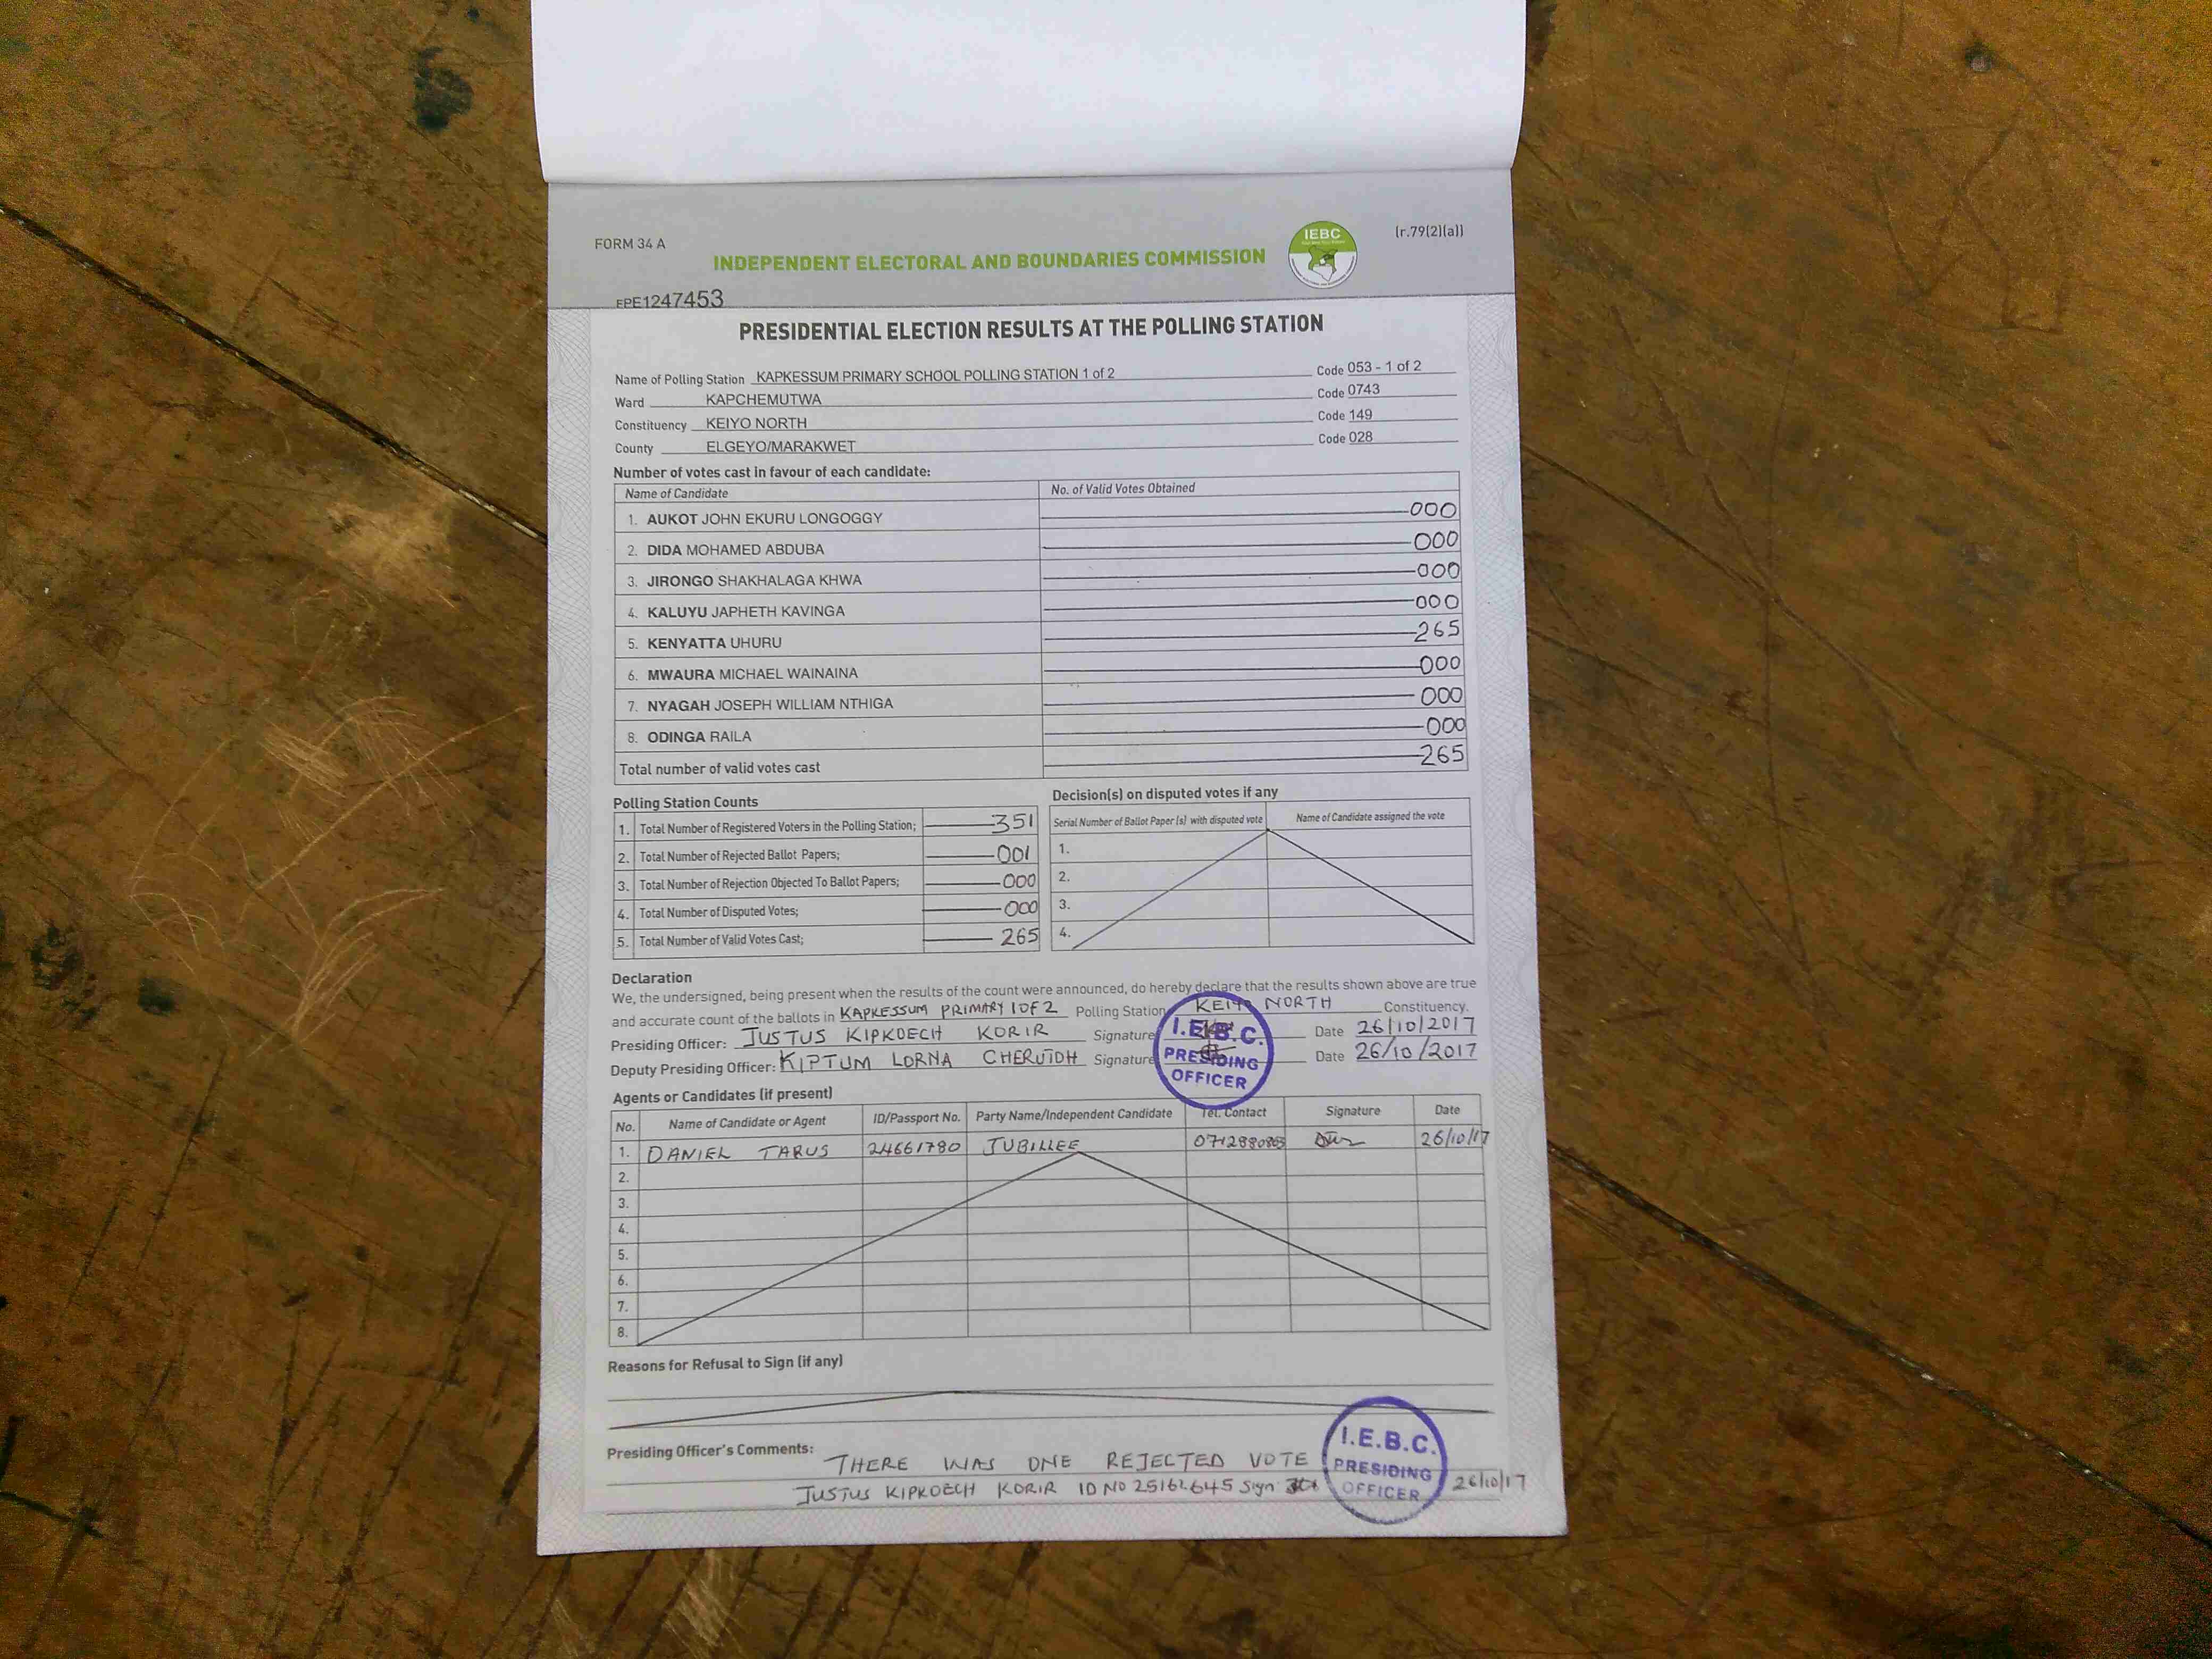 FORM 34 A
INDEPENDENT ELECTORAL AND BOUNDARIES COMMISSION
IEBC
(r.79(2)(a))
EPE1247453
PRESIDENTIAL ELECTION RESULTS AT THE POLLING STATION
Name of Polling Station KAPKESSUM PRIMARY SCHOOL POLLING STATION 1 of 2 Code 053 - 1 of 2
Ward KAPCHEMUTWA Code 0743
Constituency KEIYO NORTH Code 149
County ELGEYO/MARAKWET Code 028
Number of votes cast in favour of each candidate:
Name of Candidate No. of Valid Votes Obtained
1. AUKOT JOHN EKURU LONGOGGY 000
2. DIDA MOHAMED ABDUBA 000
3. JIRONGO SHAKHALAGA KHWA 000
4. KALUYU JAPHETH KAVINGA 000
5. KENYATTA UHURU 265
6. MWAURA MICHAEL WAINAINA 000
7. NYAGAH JOSEPH WILLIAM NTHIGA 000
8. ODINGA RAILA 000
Total number of valid votes cast 265
Polling Station Counts
1. Total Number of Registered Voters in the Polling Station; 351
2. Total Number of Rejected Ballot Papers; 001
3. Total Number of Rejection Objected To Ballot Papers; 000
4. Total Number of Disputed Votes; 000
5. Total Number of Valid Votes Cast; 265
Decision(s) on disputed votes if any
Serial Number of Ballot Paper (s) with disputed vote Name of Candidate assigned the vote
1.
2.
3.
4.
Declaration
We, the undersigned, being present when the results of the count were announced, do hereby declare that the results shown above are true
and accurate count of the ballots in KAPKESSUM PRIMARY 1 OF 2 Polling Station KEIYO NORTH Constituency.
Presiding Officer: JUSTUS KIPKOECH KORIR Signature Date 26/10/2017
Deputy Presiding Officer: KIPTUM LORNA Signature Date 26/10/2017
I.E.B.C.
PRESIDING
OFFICER
Agents or Candidates (if present)
No. Name of Candidate or Agent ID/Passport No. Party Name/Independent Candidate Tel. Contact Signature Date
1. DANIEL TARUS 24661780 JUBILLEE 26/10/17
2.
3.
4.
5.
6.
7.
8.
Reasons for Refusal to Sign (if any)
Presiding Officer's Comments: THERE WAS ONE REJECTED VOTE
JUSTUS KIPKOECH KORIR ID NO 25162645 Sign: 26/10/17
I.E.B.C.
PRESIDING
OFFICER